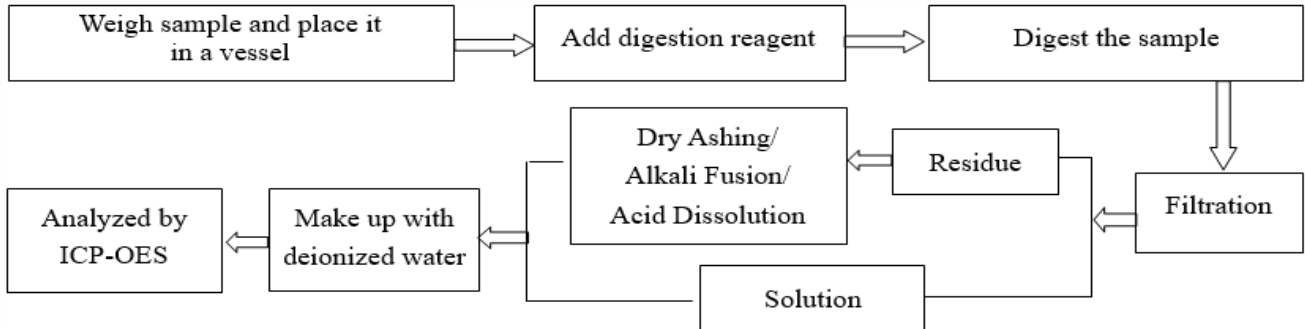 Weigh sample and place it
in a vessel
Add digestion reagent
Digest the sample
Filtration
Residue
Dry Ashing/
Alkali Fusion/
Acid Dissolution
Solution
Make up with
deionized water
Analyzed by
ICP-OES